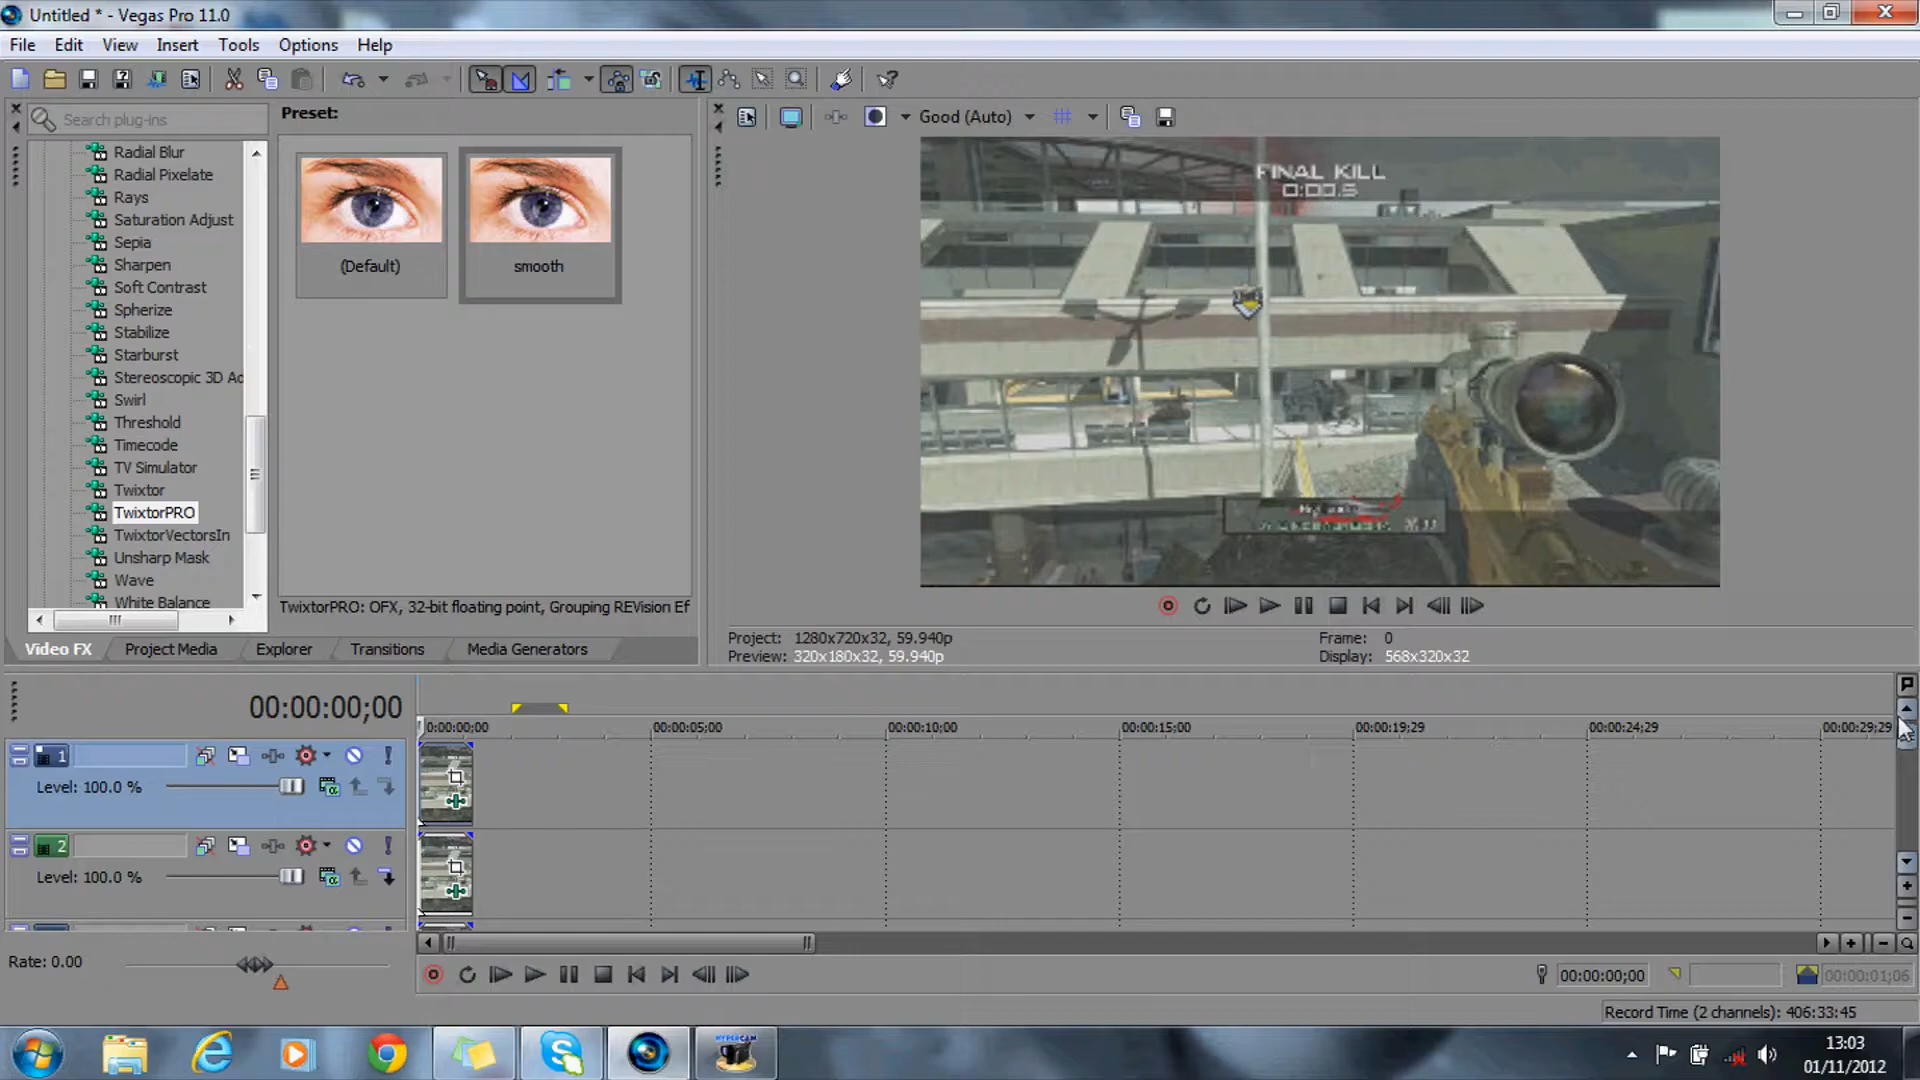 Untitled * - Vegas Pro 11.0
File Edit View Insert Tools Options Help
Search plug-ins
Preset:
Good (Auto)
Radial Blur
Radial Pixelate
Rays
Saturation Adjust
Sepia
Sharpen
Soft Contrast
Spherize
Stabilize
Starburst
Stereoscopic 3D Ad
Swirl
Threshold
Timecode
TV Simulator
Twixtor
TwixtorPRO
TwixtorVectorsIn
Unsharp Mask
Wave
White Balance
(Default)
smooth
FINAL KILL
0:00.5
TwixtorPRO: OFX, 32-bit floating point, Grouping REVision Ef
Video FX Project Media Explorer Transitions Media Generators
Project: 1280x720x32, 59.940p
Preview: 320x180x32, 59.940p
Frame: 0
Display: 568x320x32
00:00:00;00
0:00:00;00 00:00:05;00 00:00:10;00 00:00:15;00 00:00:19;29 00:00:24;29 00:00:29;29
1
Level: 100.0 %
2
Level: 100.0 %
Rate: 0.00
00:00:00;00
00:00:01;06
Record Time (2 channels): 406:33:45
HYPERCAM
13:03
01/11/2012